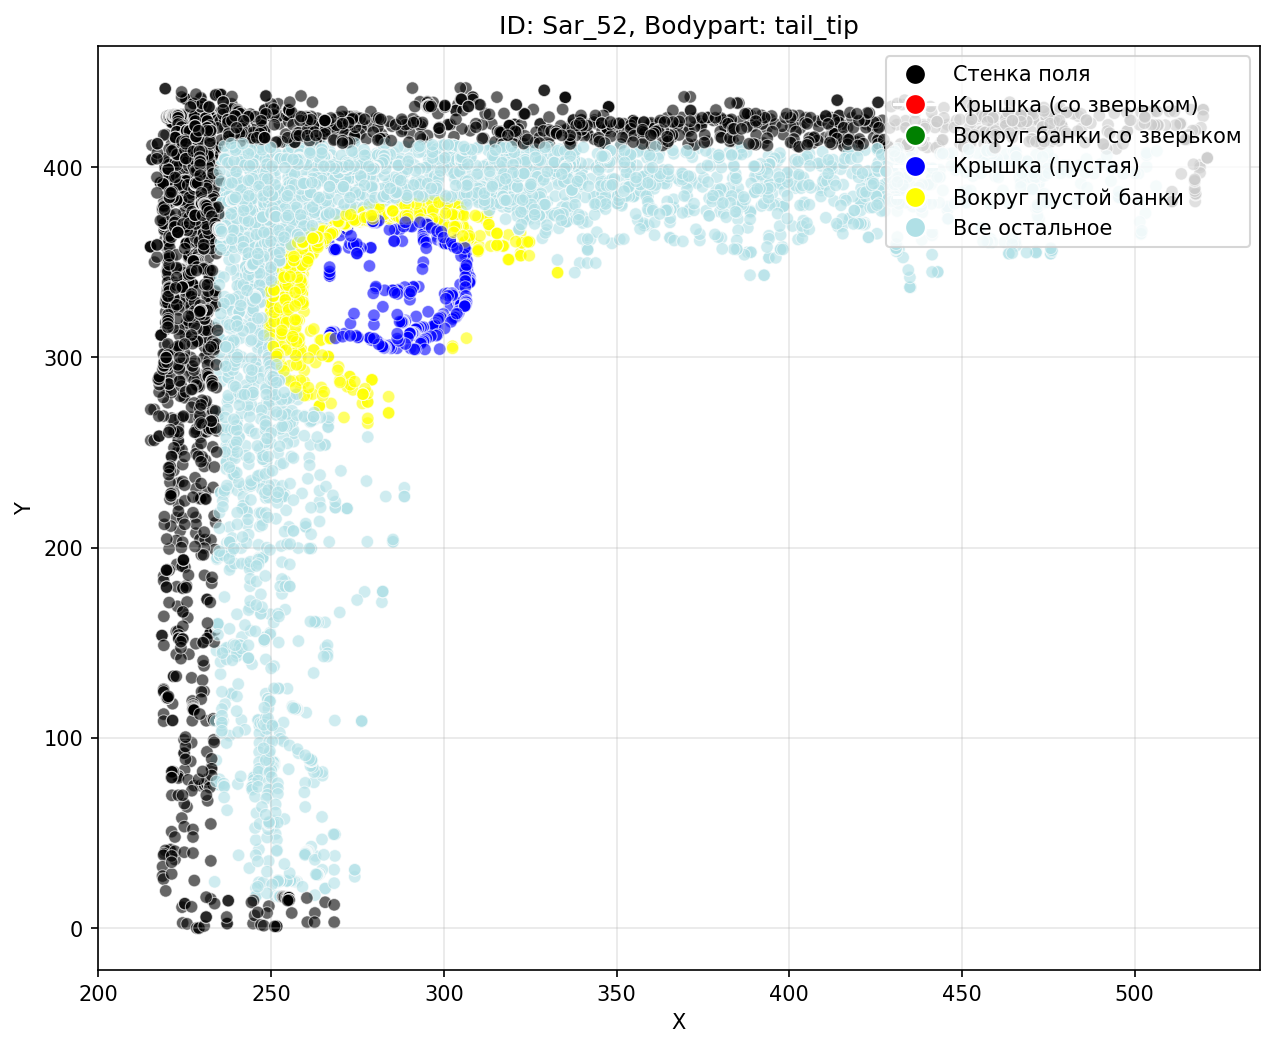 ID: Sar_52, Bodypart: tail_tip
Стенка поля
Крышка (со зверьком)
Вокруг банки со зверьком
Крышка (пустая)
Вокруг пустой банки
Все остальное
Y
400
300
200
100
0
200
250
300
350
400
450
500
X